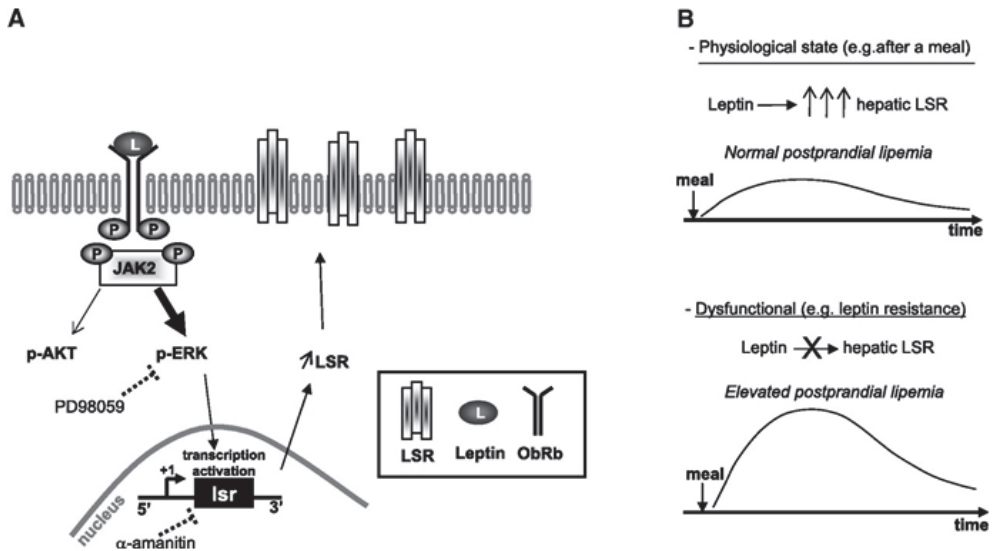 A
L
P P
P P
JAK2
p-AKT
p-ERK
PD98059
↗LSR
transcription
activation
+1
lsr
5' 3'
nucleus
α-amanitin
L
LSR Leptin ObRb
B
- Physiological state (e.g.after a meal)
Leptin → ↑↑↑ hepatic LSR
Normal postprandial lipemia
meal
time
- Dysfunctional (e.g. leptin resistance)
Leptin X→ hepatic LSR
Elevated postprandial lipemia
meal
time